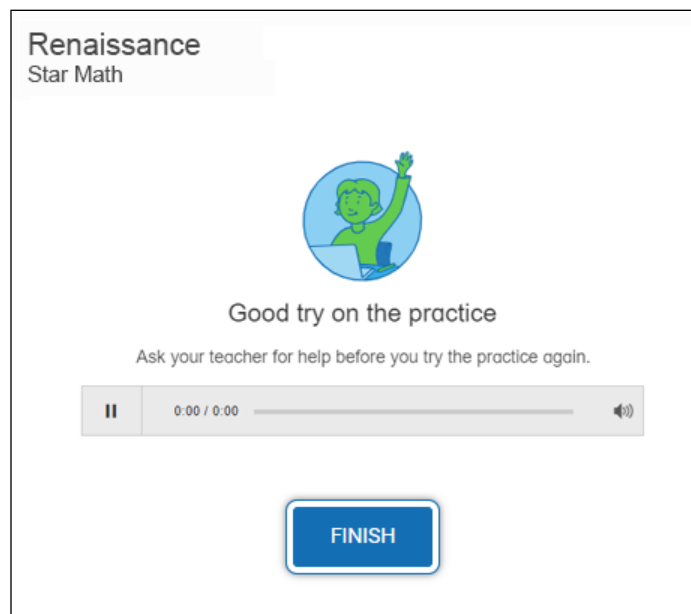 Renaissance
Star Math
Good try on the practice
Ask your teacher for help before you try the practice again.
0:00 / 0:00
FINISH